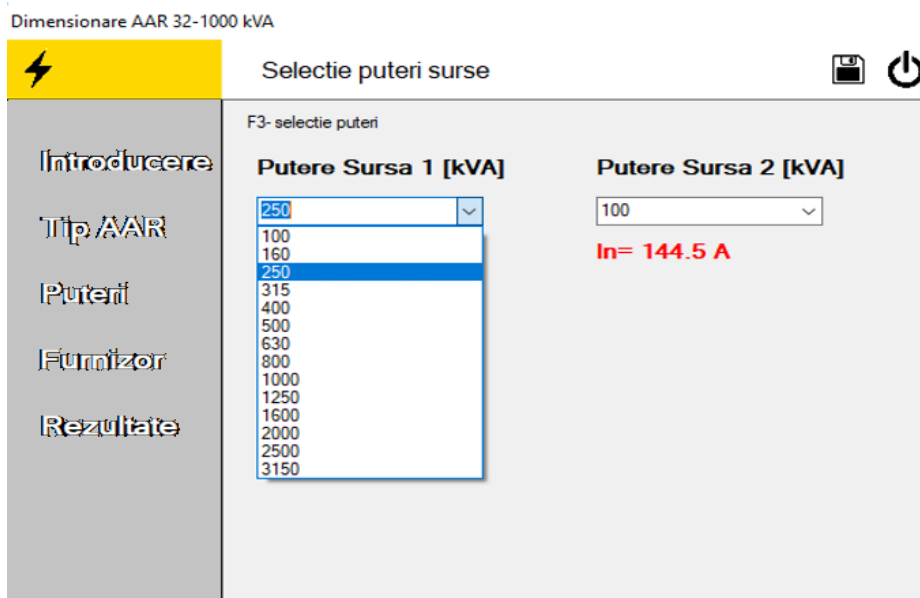 Dimensionare AAR 32-1000 kVA
Selectie puteri surse
F3- selectie puteri
Introducere
Tip AAR
Puteri
Furnizor
Rezultate
Putere Sursa 1 [kVA]
250
100
160
250
315
400
500
630
800
1000
1250
1600
2000
2500
3150
Putere Sursa 2 [kVA]
100
In= 144.5 A